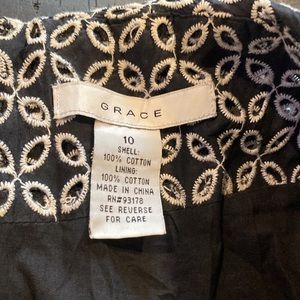 GRACE
10
SHELL:
100% COTTON
LINING:
100% COTTON
MADE IN CHINA
RN#93178
SEE REVERSE
FOR CARE